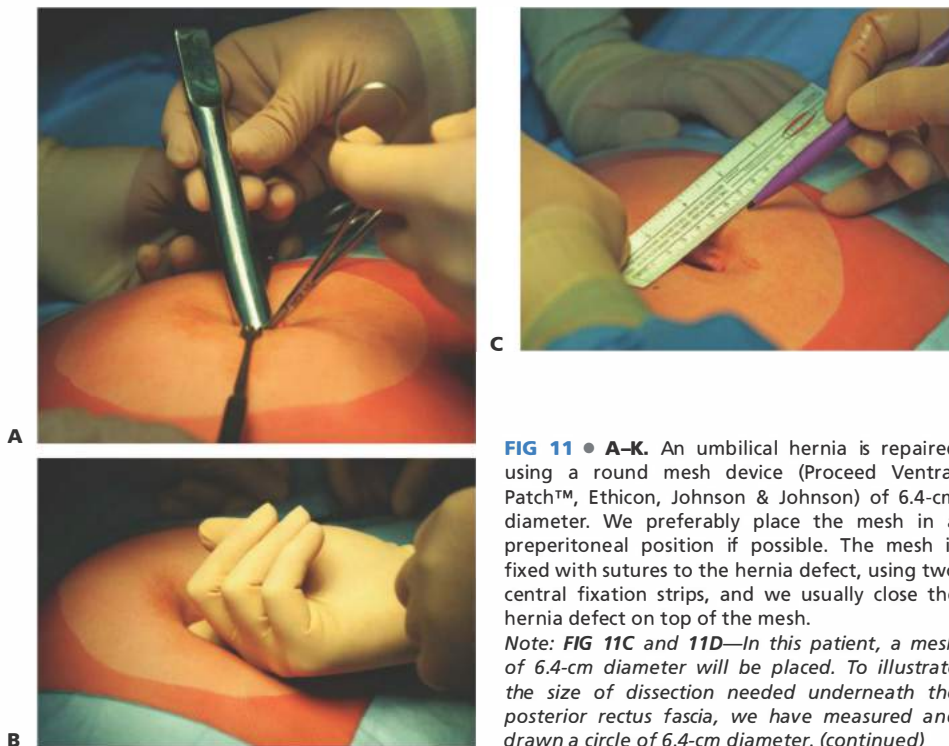 A
C
B
FIG 11 • A–K. An umbilical hernia is repaired
using a round mesh device (Proceed Ventra
Patch™, Ethicon, Johnson & Johnson) of 6.4-cm
diameter. We preferably place the mesh in a
preperitoneal position if possible. The mesh i
fixed with sutures to the hernia defect, using two
central fixation strips, and we usually close the
hernia defect on top of the mesh.
Note: FIG 11C and 11D—In this patient, a mesh
of 6.4-cm diameter will be placed. To illustrate
the size of dissection needed underneath the
posterior rectus fascia, we have measured and
drawn a circle of 6.4-cm diameter. (continued)